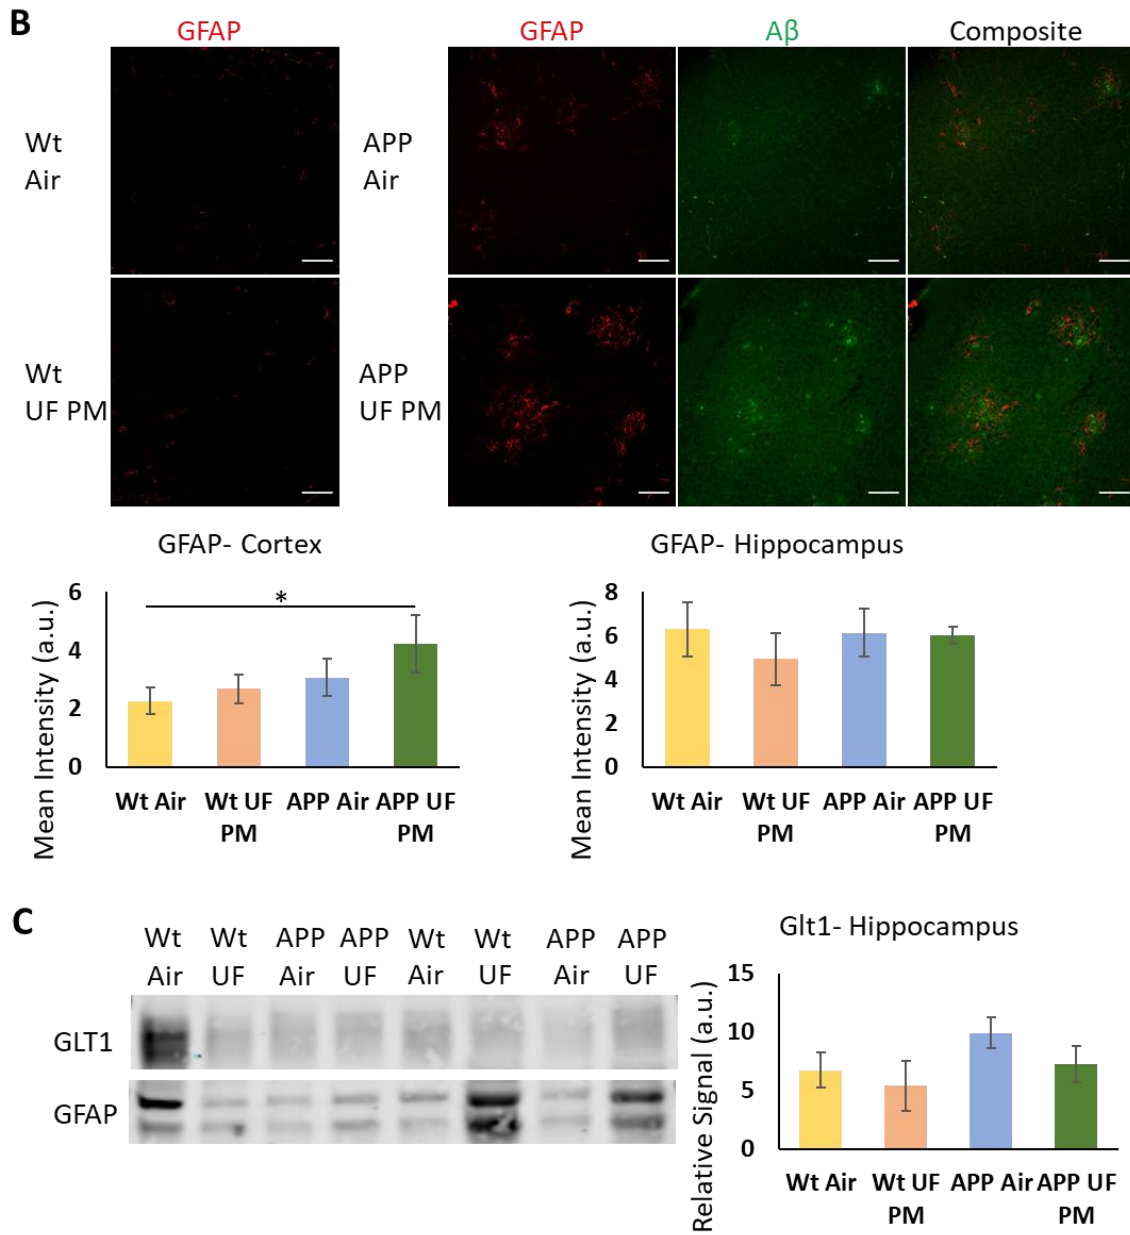 B
GFAP GFAP Aβ Composite
Wt
Air
APP
Air
Wt
UF PM
APP
UF PM
GFAP- Cortex
Mean Intensity (a.u.)
6
4
2
0
*
Wt Air Wt UF PM APP Air APP UF PM
GFAP- Hippocampus
Mean Intensity (a.u.)
8
6
4
2
0
Wt Air Wt UF PM APP Air APP UF PM
C
Wt Wt APP APP Wt Wt APP APP
Air UF Air UF Air UF Air UF
GLT1
GFAP
Glt1- Hippocampus
Relative Signal (a.u.)
15
10
5
0
Wt Air Wt UF PM APP Air APP UF PM